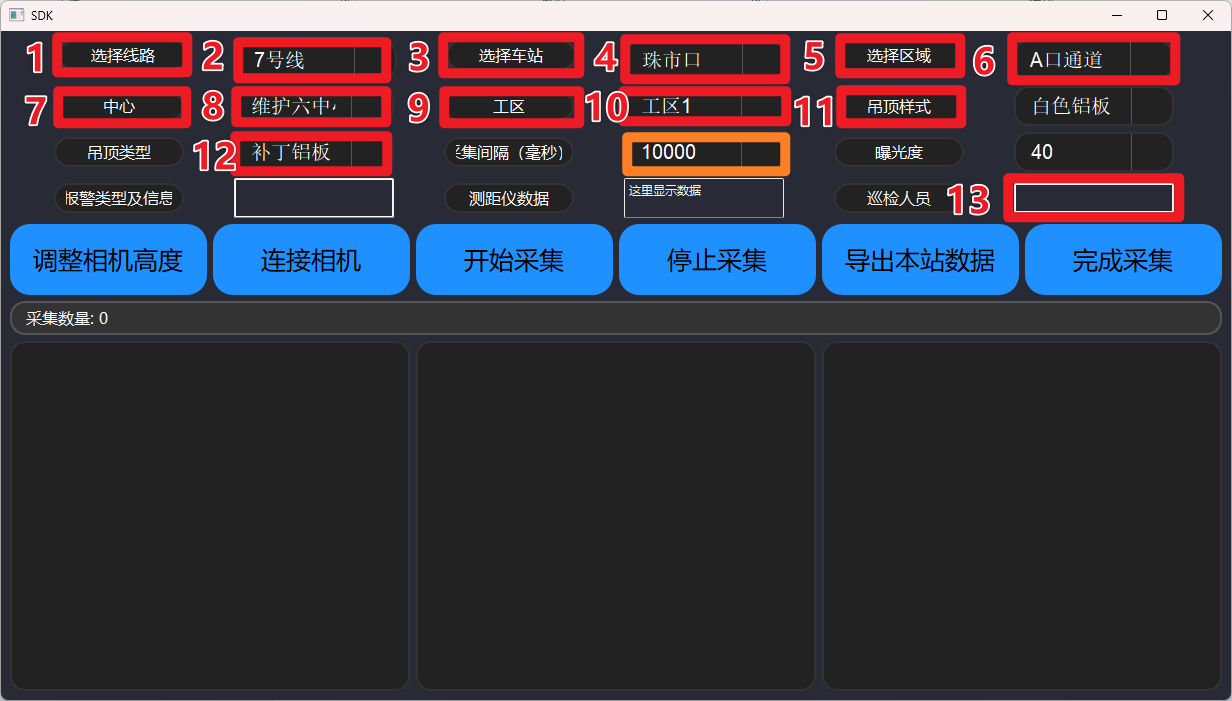 SDK
1 选择线路 2 7号线 3 选择车站 4 珠市口 5 选择区域 6 A口通道
7 中心 8 维护六中 9 工区 10 工区1 11 吊顶样式 白色铝板
吊顶类型 12 补丁铝板 采集间隔（毫秒） 10000 曝光度 40
报警类型及信息 测距仪数据 这里显示数据 巡检人员 13
调整相机高度 连接相机 开始采集 停止采集 导出本站数据 完成采集
采集数量: 0